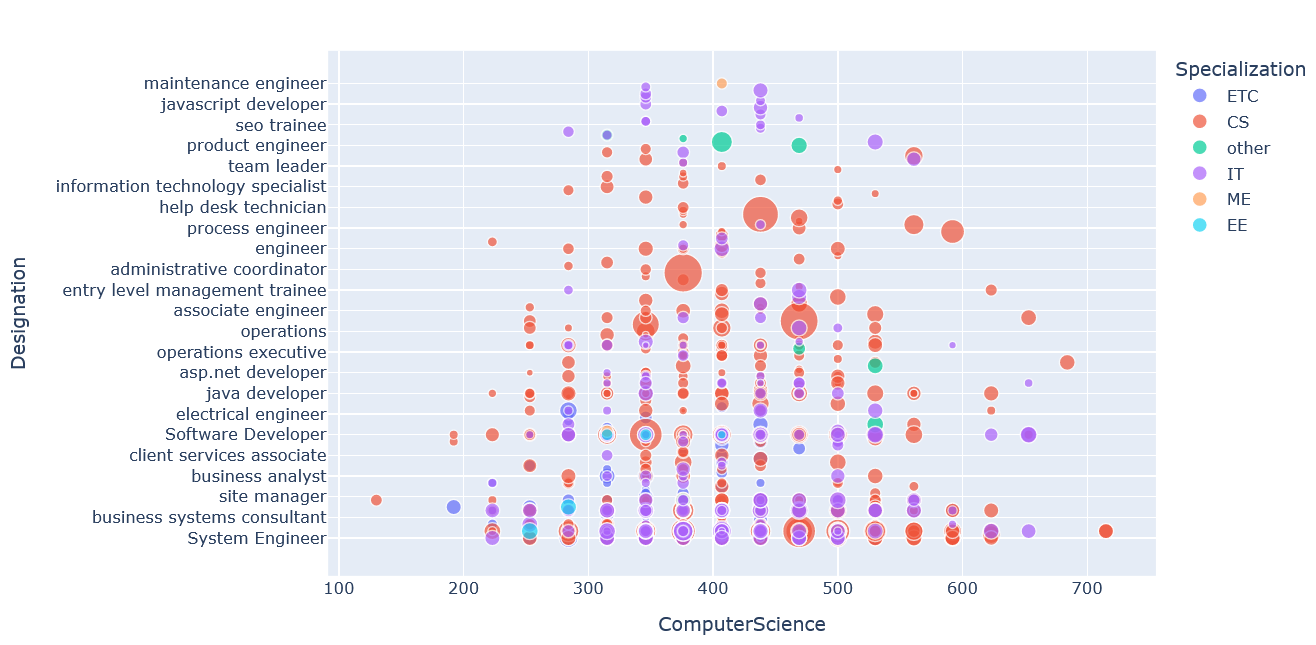 Specialization
ETC
CS
other
IT
ME
EE
Designation
maintenance engineer
javascript developer
seo trainee
product engineer
team leader
information technology specialist
help desk technician
process engineer
engineer
administrative coordinator
entry level management trainee
associate engineer
operations
operations executive
asp.net developer
java developer
electrical engineer
Software Developer
client services associate
business analyst
site manager
business systems consultant
System Engineer
100 200 300 400 500 600 700
ComputerScience